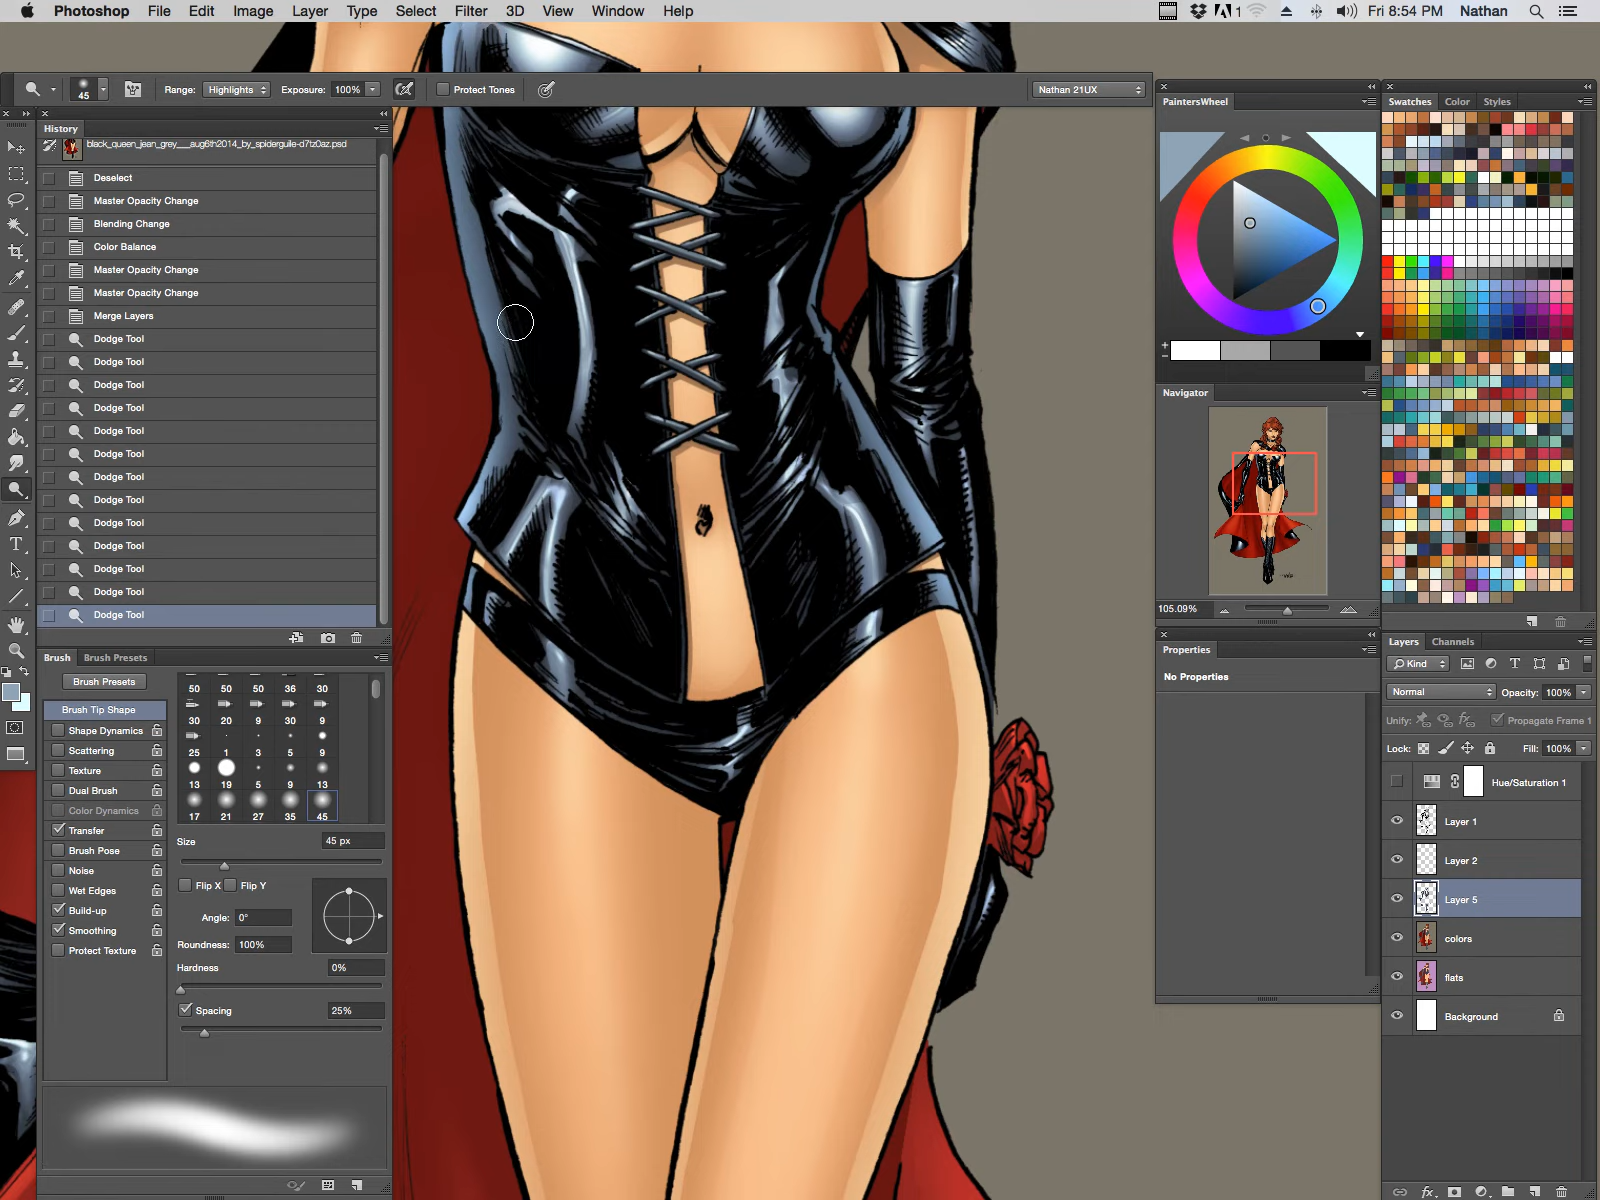 Photoshop File Edit Image Layer Type Select Filter 3D View Window Help 1 Fri 8:54 PM Nathan
45 Range: Highlights Exposure: 100% Protect Tones Nathan 21UX
History
black_queen_jean_grey___aug6th2014_by_spiderguile-d7tz0az.psd
Deselect
Master Opacity Change
Blending Change
Color Balance
Master Opacity Change
Master Opacity Change
Merge Layers
Dodge Tool
Dodge Tool
Dodge Tool
Dodge Tool
Dodge Tool
Dodge Tool
Dodge Tool
Dodge Tool
Dodge Tool
Dodge Tool
Dodge Tool
Dodge Tool
Dodge Tool
Brush Brush Presets
Brush Presets
Brush Tip Shape
Shape Dynamics
Scattering
Texture
Dual Brush
Color Dynamics
Transfer
Brush Pose
Noise
Wet Edges
Build-up
Smoothing
Protect Texture
50 50 50 36 30
30 20 9 30 9
25 1 3 5 9
13 19 5 9 13
17 21 27 35 45
Size 45 px
Flip X Flip Y
Angle: 0°
Roundness: 100%
Hardness 0%
Spacing 25%
PaintersWheel
Navigator
105.09%
Properties
No Properties
Swatches Color Styles
Layers Channels
Kind
Normal Opacity: 100%
Unify: Propagate Frame 1
Lock: Fill: 100%
Hue/Saturation 1
Layer 1
Layer 2
Layer 5
colors
flats
Background